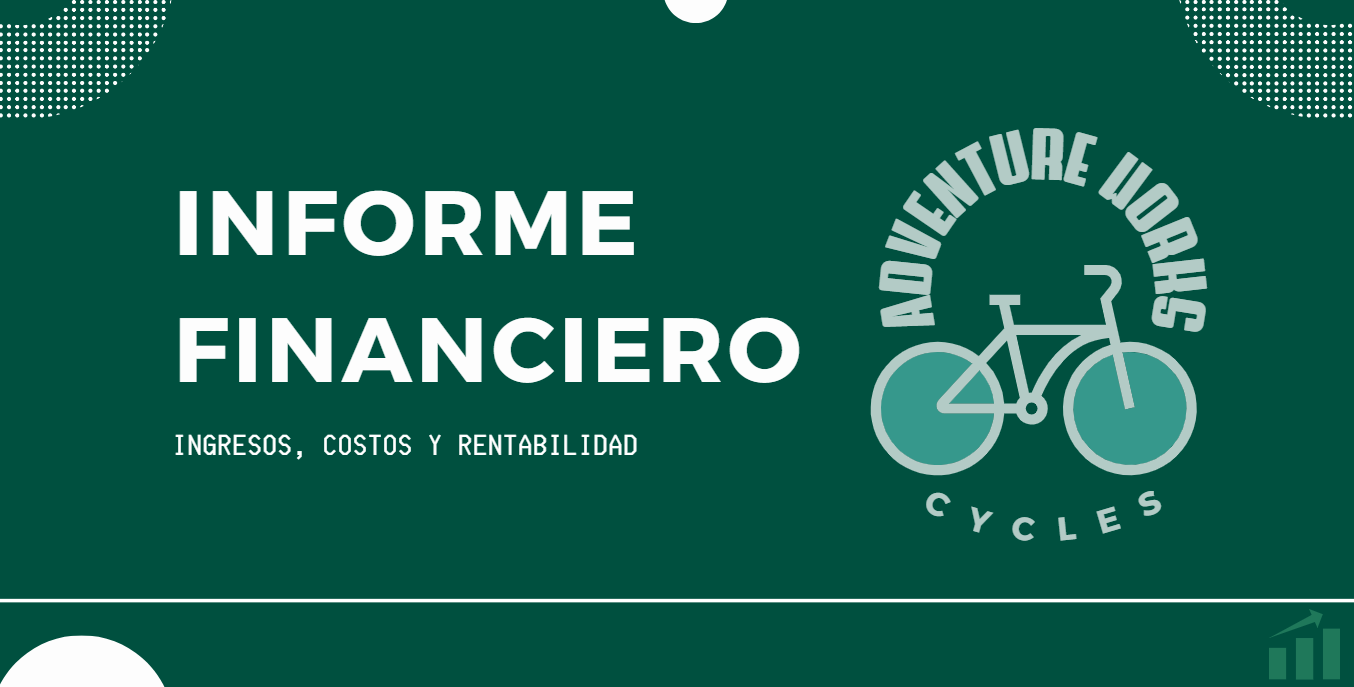 INFORME
FINANCIERO
INGRESOS, COSTOS Y RENTABILIDAD
ADVENTURE WORKS
CYCLES